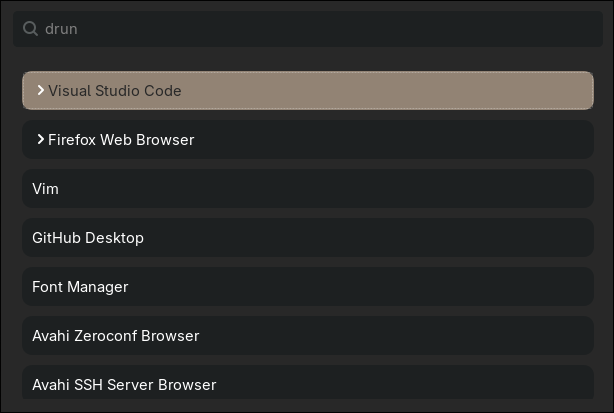 drun
Visual Studio Code
Firefox Web Browser
Vim
GitHub Desktop
Font Manager
Avahi Zeroconf Browser
Avahi SSH Server Browser